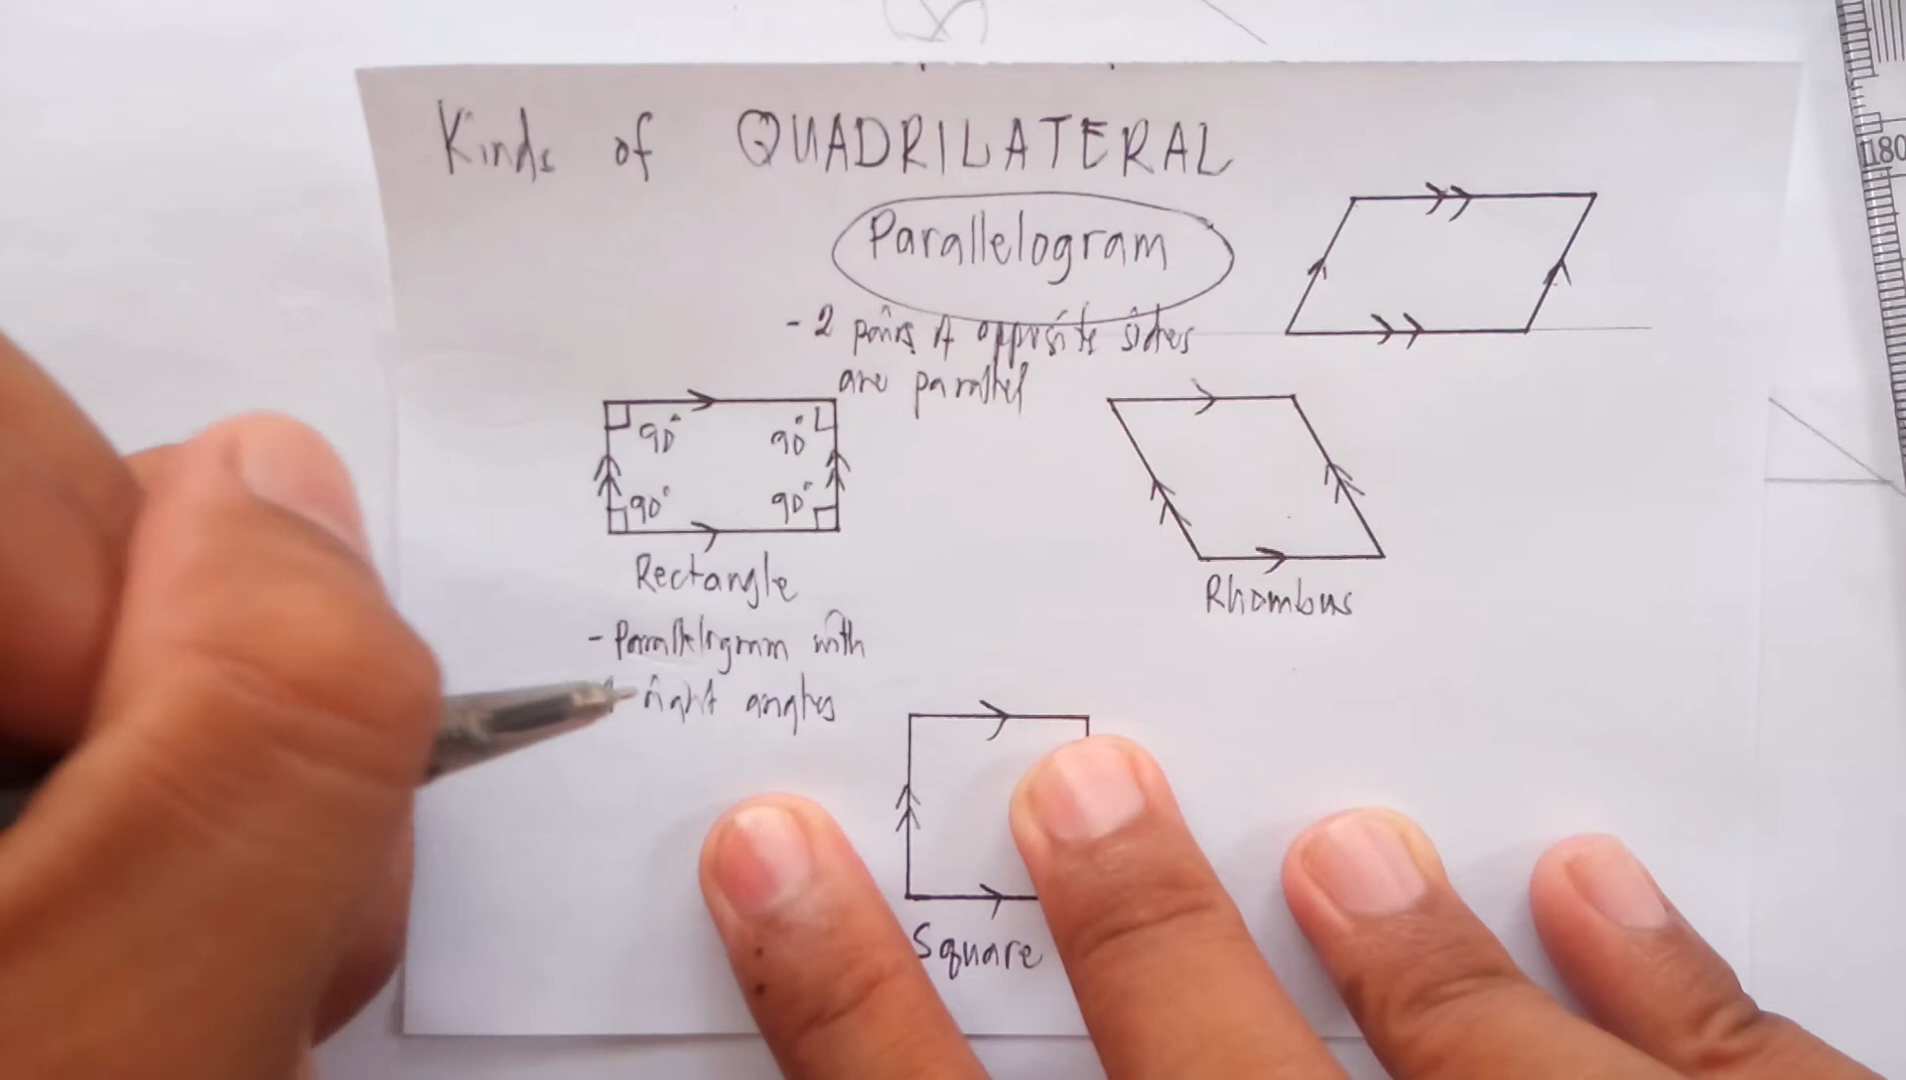 Kinds of QUADRILATERAL
Parallelogram
- 2 pairs of opposite sides
are parallel
90° 90°
90° 90°
Rectangle
- Parallelogram with
right angles
Rhombus
Square
180